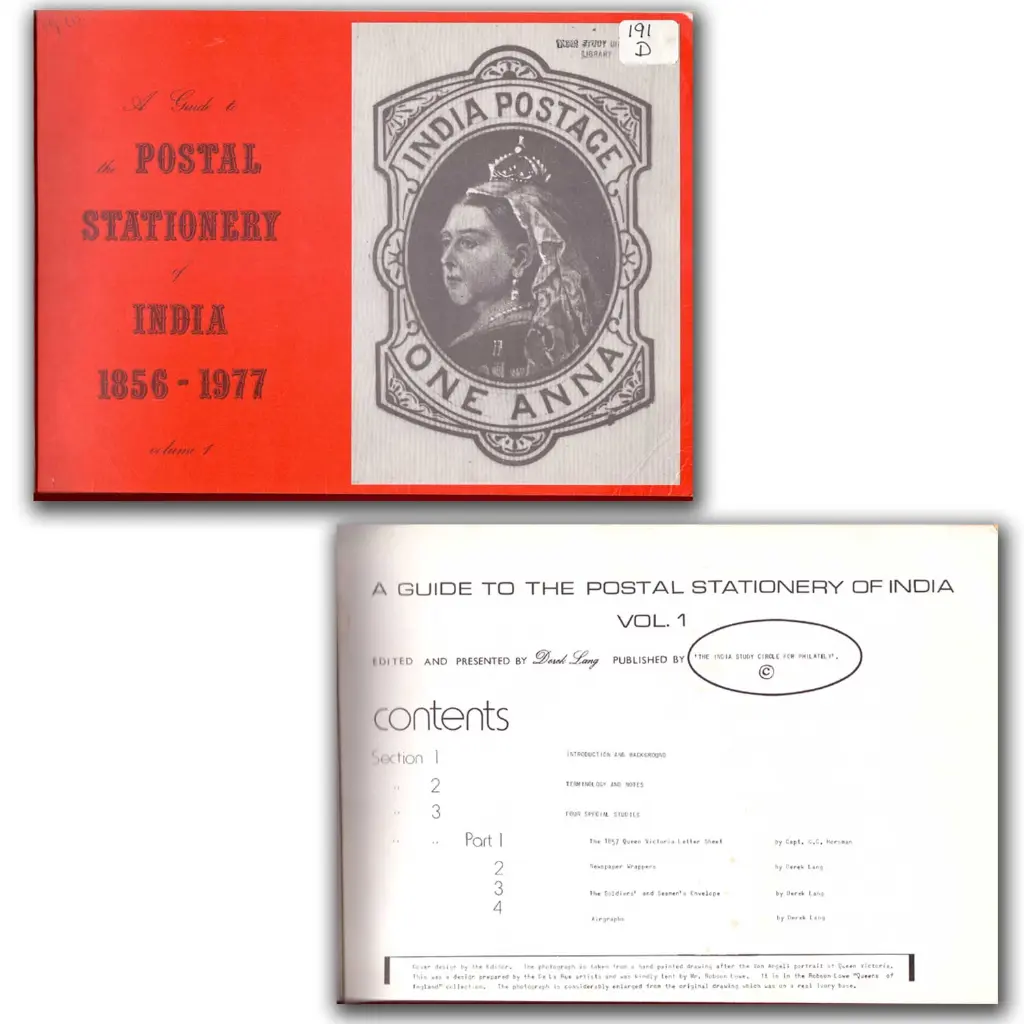 A Guide to
the POSTAL
STATIONERY
of
INDIA
1856 - 1977
volume 1
INDIA STUDY
LIBRARY
191
D
INDIA POSTAGE
ONE ANNA
A GUIDE TO THE POSTAL STATIONERY OF INDIA
VOL. 1
EDITED AND PRESENTED BY Derek Lang PUBLISHED BY "THE INDIA STUDY CIRCLE FOR PHILATELY".
©
contents
Section 1 INTRODUCTION AND BACKGROUND
" 2 TERMINOLOGY AND NOTES
" 3 FOUR SPECIAL STUDIES
" " Part 1 The 1857 Queen Victoria Letter Sheet by Capt. Horsman
2 Newspaper Wrappers by Derek Lang
3 The Soldiers' and Seamen's Envelope by Derek Lang
4 Airgraphs by Derek Lang
Cover design by the Editor. The photograph is taken from a hand painted drawing after the Von Angeli portrait of Queen Victoria.
This was a design prepared by the De La Rue artists and was kindly lent by Mr. Robson Lowe. It is in the Robson Lowe "Queens of
England" collection. The photograph is considerably enlarged from the original drawing which was on a real ivory base.